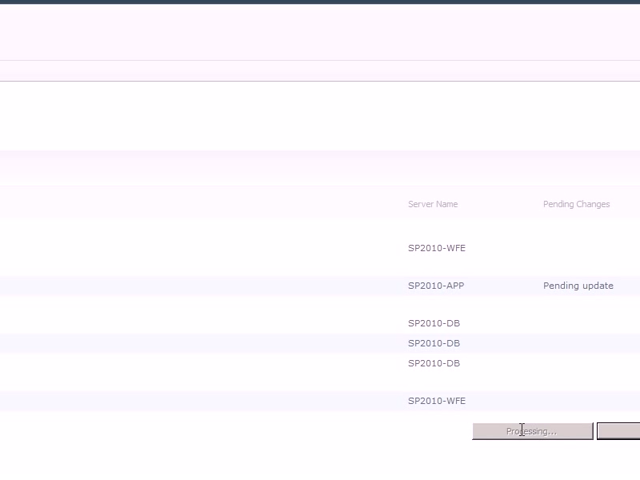 Server Name Pending Changes
SP2010-WFE
SP2010-APP Pending update
SP2010-DB
SP2010-DB
SP2010-DB
SP2010-WFE
Processing...